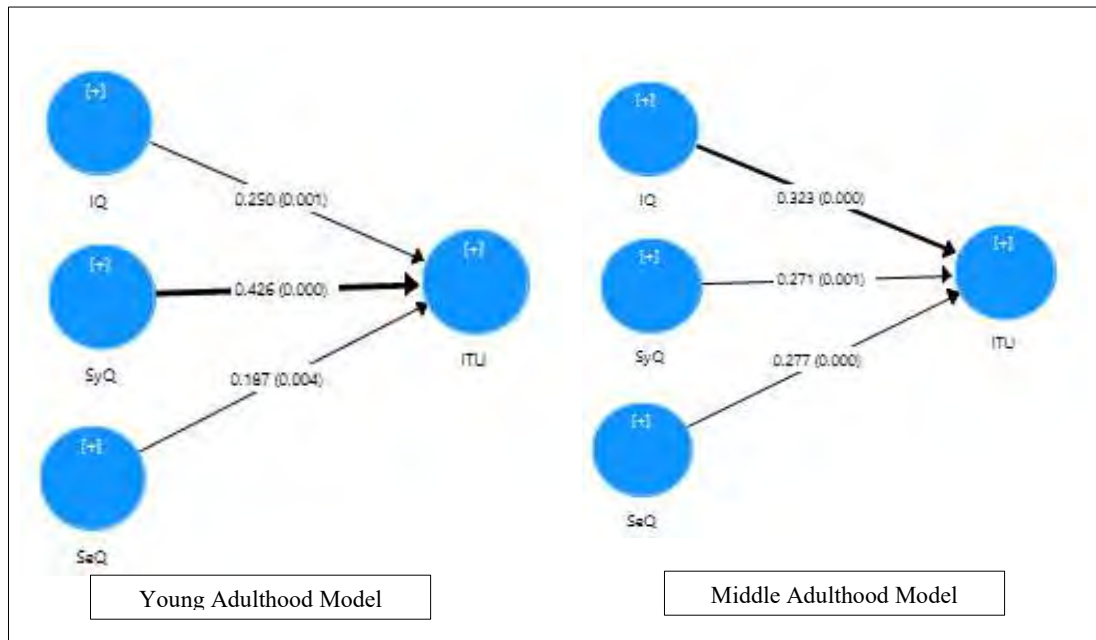 [+]
IQ
0.250 (0.001)
[+]
SyQ
0.426 (0.000)
[+]
SeQ
0.187 (0.004)
[+]
ITU
Young Adulthood Model
[+]
IQ
0.323 (0.000)
[+]
SyQ
0.271 (0.001)
[+]
SeQ
0.277 (0.000)
[+]
ITU
Middle Adulthood Model